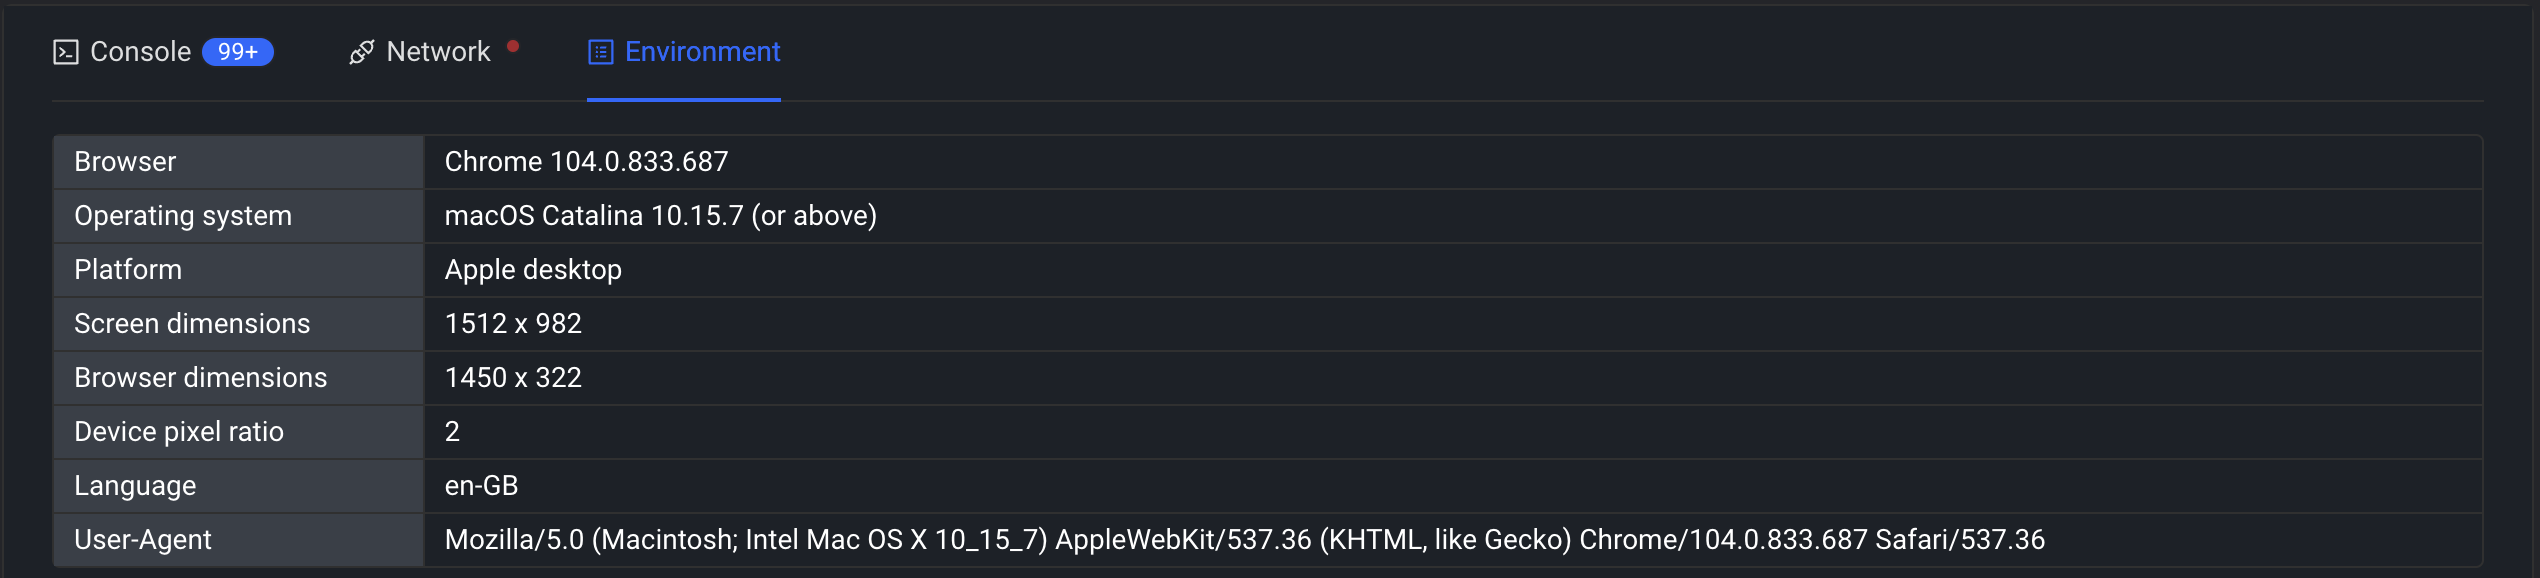 Console 99+ Network Environment
Browser Chrome 104.0.833.687
Operating system macOS Catalina 10.15.7 (or above)
Platform Apple desktop
Screen dimensions 1512 x 982
Browser dimensions 1450 x 322
Device pixel ratio 2
Language en-GB
User-Agent Mozilla/5.0 (Macintosh; Intel Mac OS X 10_15_7) AppleWebKit/537.36 (KHTML, like Gecko) Chrome/104.0.833.687 Safari/537.36